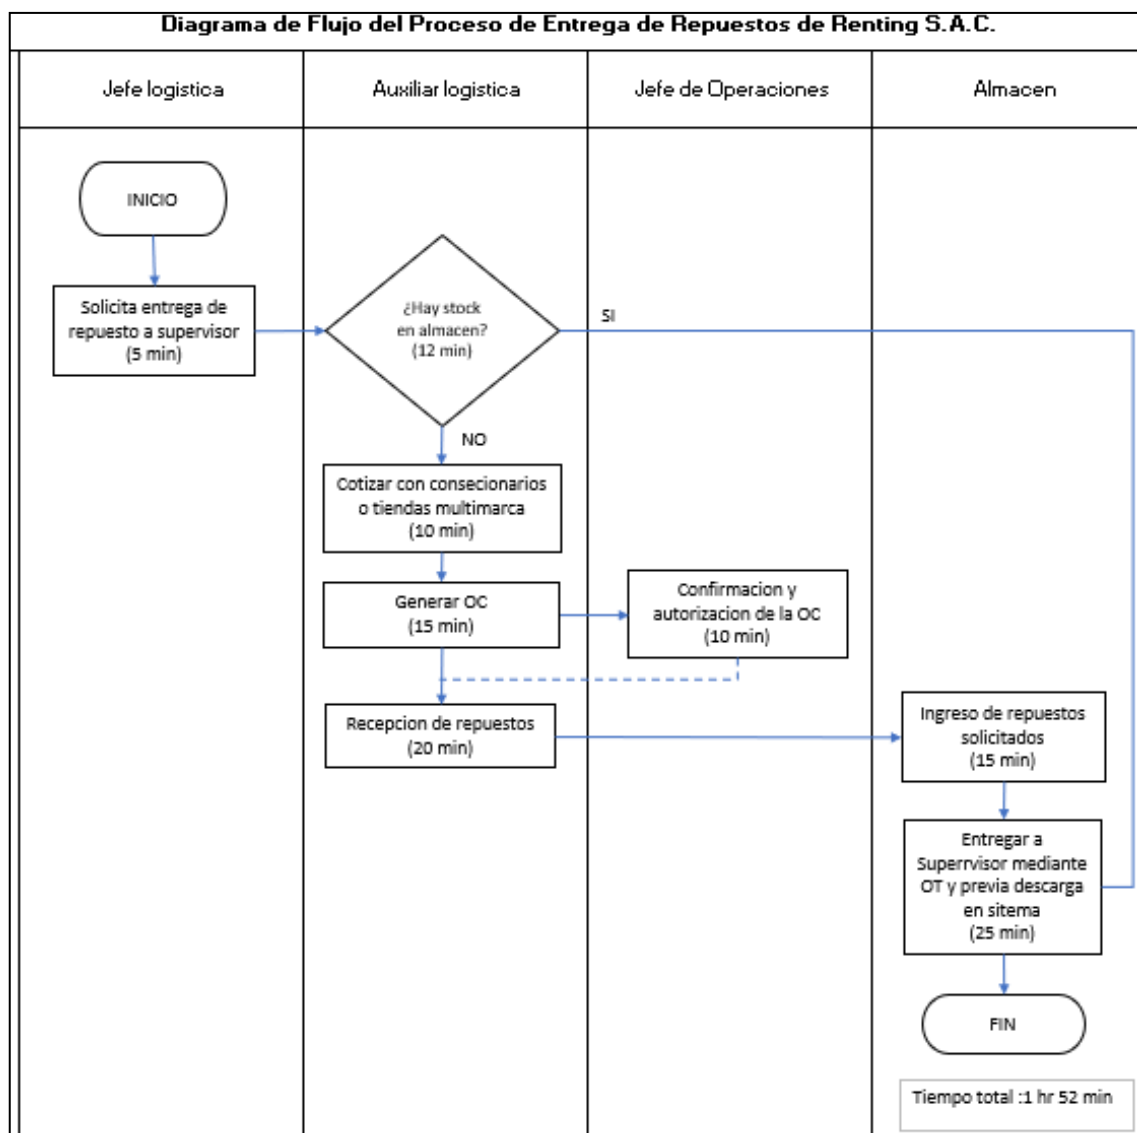 Diagrama de Flujo del Proceso de Entrega de Repuestos de Renting S.A.C.
Jefe logistica
Auxiliar logistica
Jefe de Operaciones
Almacen
INICIO
Solicita entrega de
repuesto a supervisor
(5 min)
¿Hay stock
en almacen?
(12 min)
SI
NO
Cotizar con consecionarios
o tiendas multimarca
(10 min)
Generar OC
(15 min)
Confirmacion y
autorizacion de la OC
(10 min)
Recepcion de repuestos
(20 min)
Ingreso de repuestos
solicitados
(15 min)
Entregar a
Superrvisor mediante
OT y previa descarga
en sitema
(25 min)
FIN
Tiempo total :1 hr 52 min